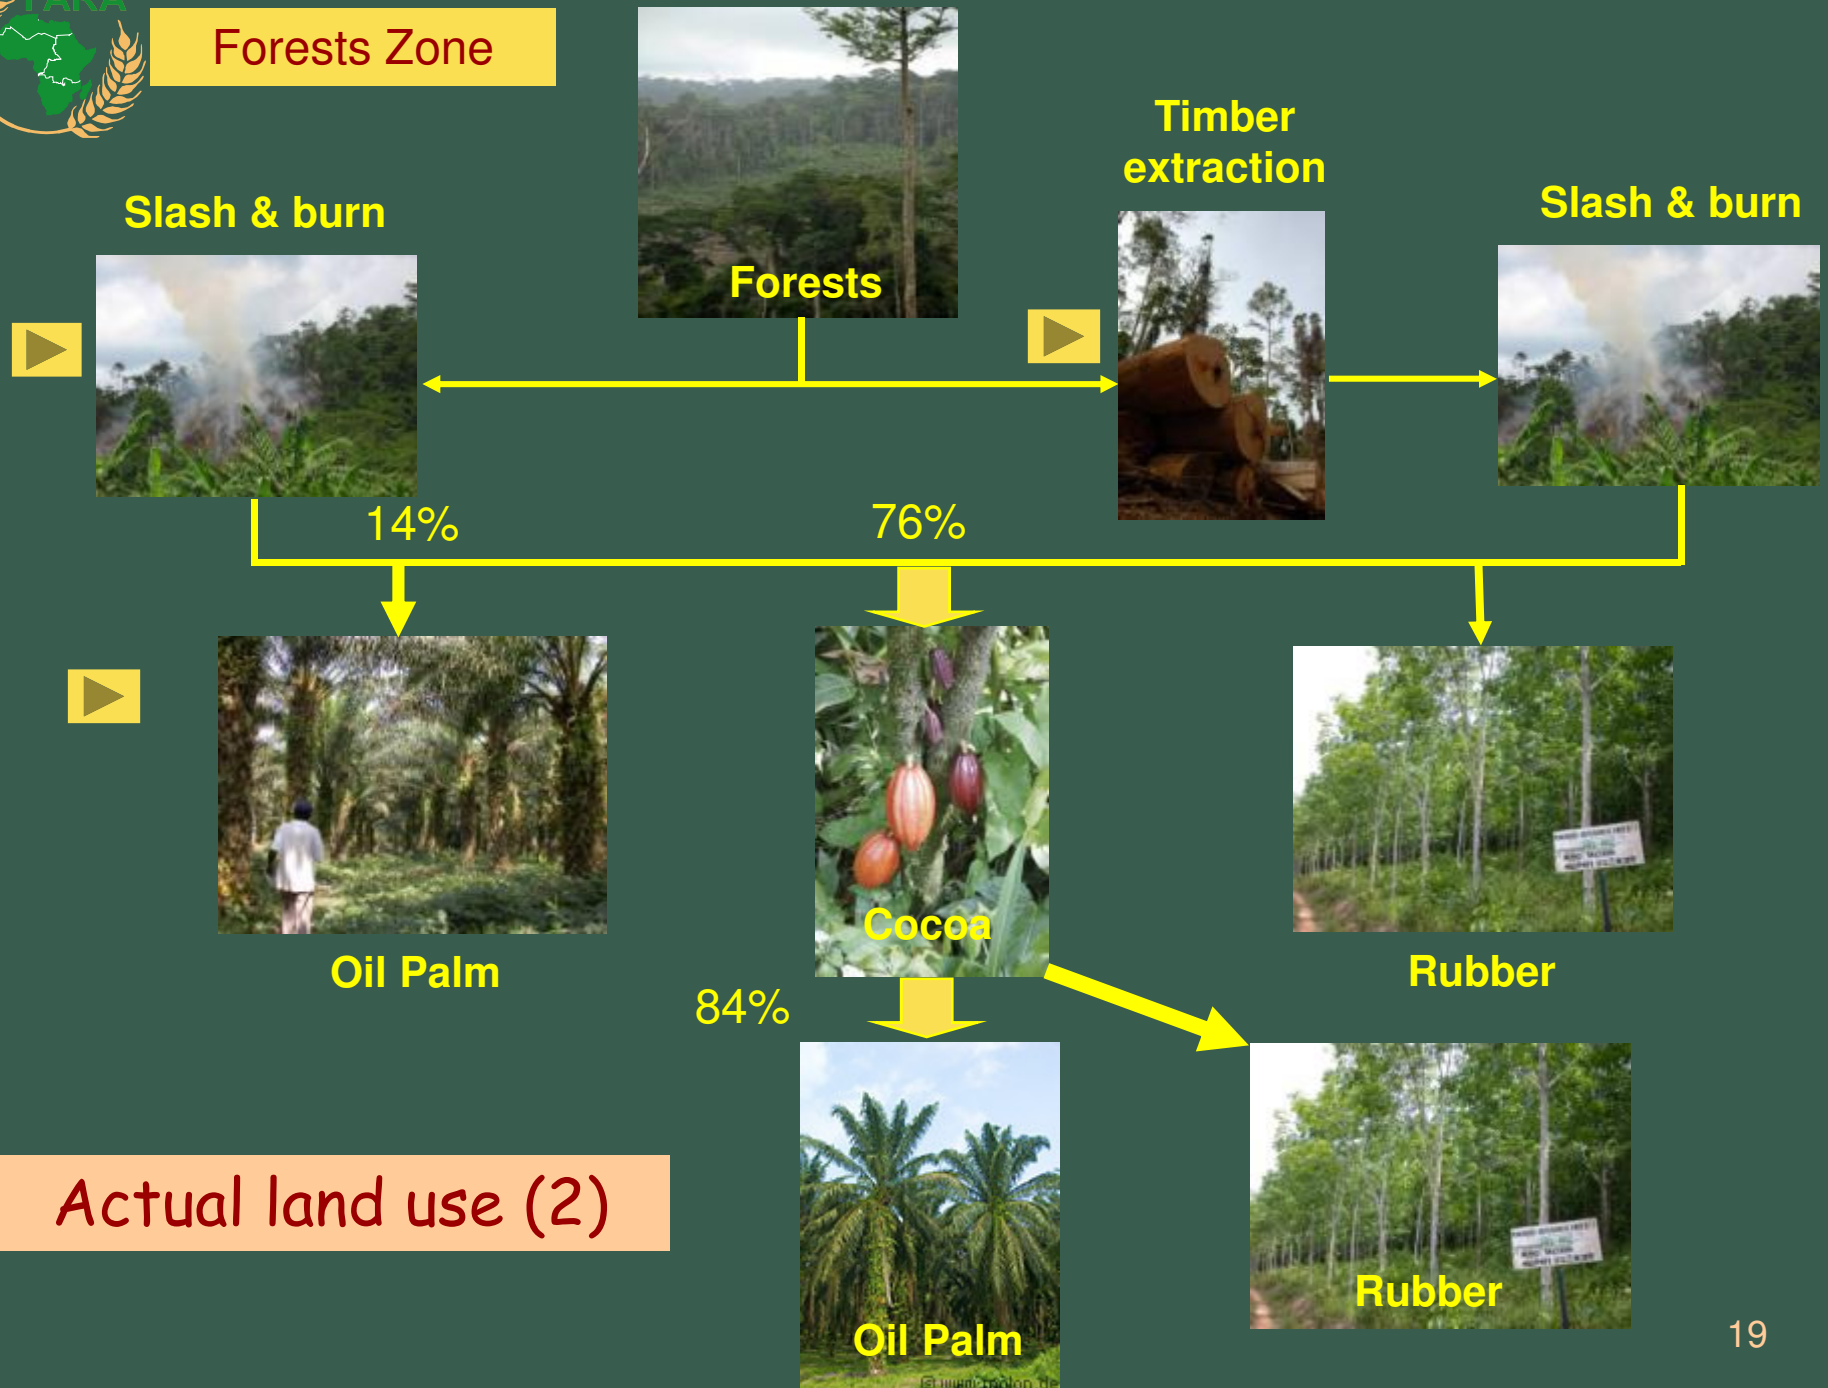 FARA
Forests Zone
Timber
extraction
Slash & burn
Slash & burn
Forests
14%
76%
Cocoa
Oil Palm
Rubber
84%
Actual land use (2)
Rubber
Oil Palm
19